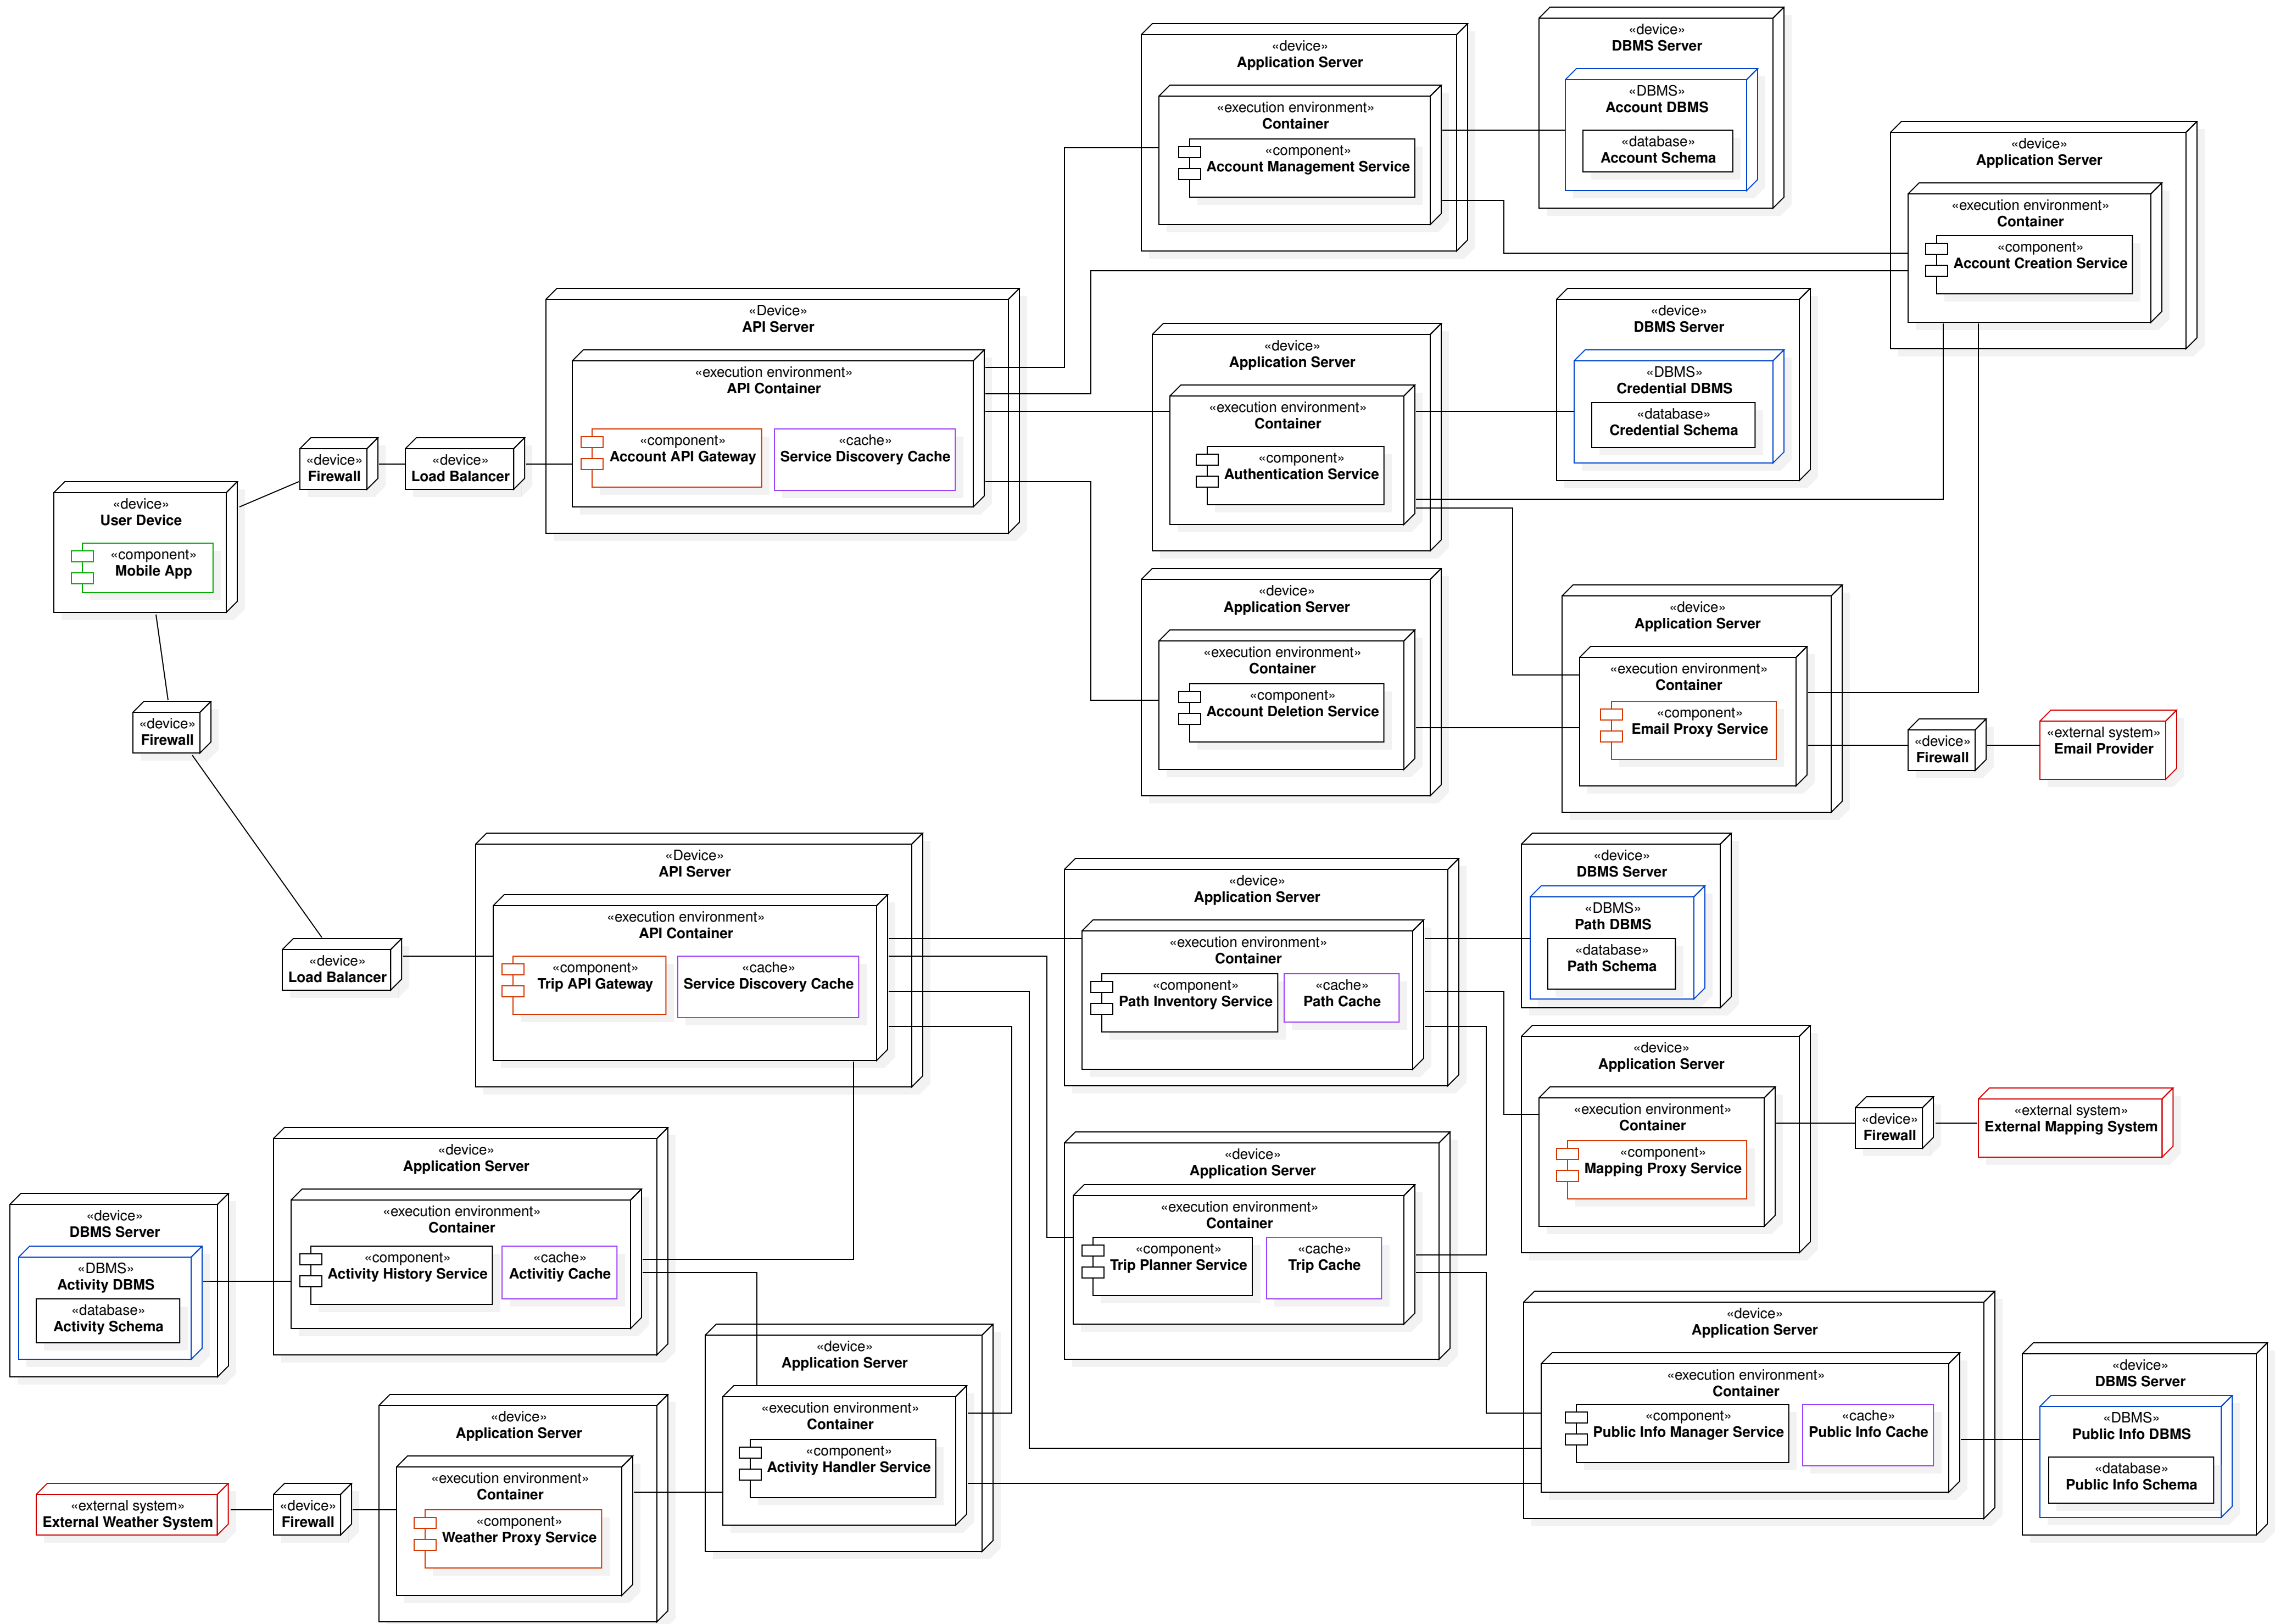 «device»
DBMS Server
«DBMS»
Account DBMS
«database»
Account Schema
«device»
Application Server
«execution environment»
Container
«component»
Account Management Service
«device»
Application Server
«execution environment»
Container
«component»
Account Creation Service
«Device»
API Server
«execution environment»
API Container
«component»
Account API Gateway
«cache»
Service Discovery Cache
«device»
Application Server
«execution environment»
Container
«component»
Authentication Service
«device»
DBMS Server
«DBMS»
Credential DBMS
«database»
Credential Schema
«device»
Firewall
«device»
Load Balancer
«device»
User Device
«component»
Mobile App
«device»
Application Server
«execution environment»
Container
«component»
Account Deletion Service
«device»
Application Server
«execution environment»
Container
«component»
Email Proxy Service
«device»
Firewall
«external system»
Email Provider
«device»
Firewall
«device»
Load Balancer
«Device»
API Server
«execution environment»
API Container
«component»
Trip API Gateway
«cache»
Service Discovery Cache
«device»
Application Server
«execution environment»
Container
«component»
Path Inventory Service
«cache»
Path Cache
«device»
DBMS Server
«DBMS»
Path DBMS
«database»
Path Schema
«device»
Application Server
«execution environment»
Container
«component»
Mapping Proxy Service
«device»
Firewall
«external system»
External Mapping System
«device»
Application Server
«execution environment»
Container
«component»
Activity History Service
«cache»
Activitiy Cache
«device»
DBMS Server
«DBMS»
Activity DBMS
«database»
Activity Schema
«device»
Application Server
«execution environment»
Container
«component»
Trip Planner Service
«cache»
Trip Cache
«device»
Application Server
«execution environment»
Container
«component»
Activity Handler Service
«device»
Application Server
«execution environment»
Container
«component»
Public Info Manager Service
«cache»
Public Info Cache
«device»
DBMS Server
«DBMS»
Public Info DBMS
«database»
Public Info Schema
«device»
Application Server
«execution environment»
Container
«component»
Weather Proxy Service
«device»
Firewall
«external system»
External Weather System